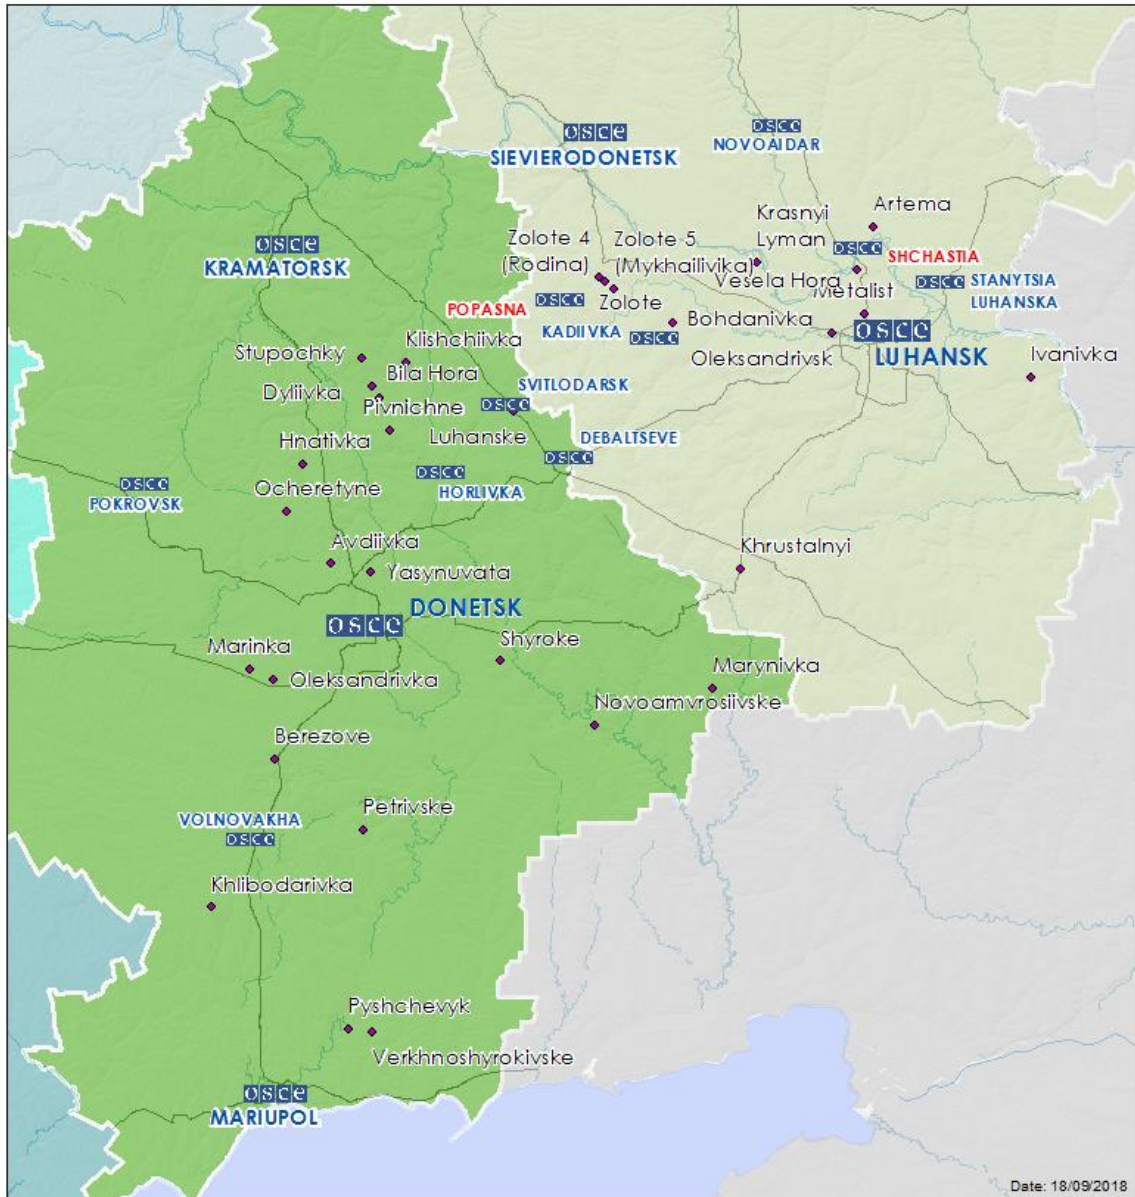 osce
SIEVIERODONETSK
osce
NOVOAIDAR
Artema
Krasnyi
Lyman
osce
SHCHASTIA
Zolote 4
(Rodina)
Zolote 5
(Mykhailivika)
Vesela Hora
osce
STANYTSIA
LUHANSKA
osce
KRAMATORSK
Zolote
Metalist
POPASNA
osce
KADIIVKA
osce
Bohdanivka
osce
LUHANSK
Oleksandrivsk
Ivanivka
Stupochky
Klishchiivka
Bila Hora
Dyliivka
Pivnichne
SVITLODARSK
osce
Luhanske
Hnativka
DEBALTSEVE
osce
osce
HORLIVKA
osce
POKROVSK
Ocheretyne
Avdiivka
Yasynuvata
Khrustalnyi
DONETSK
osce
Marinka
Oleksandrivka
Shyroke
Marynivka
Novoamvrosiivske
Berezove
Petrivske
VOLNOVAKHA
osce
Khlibodarivka
Pyshchevyk
Verkhnoshyrokivske
osce
MARIUPOL
Date: 18/09/2018